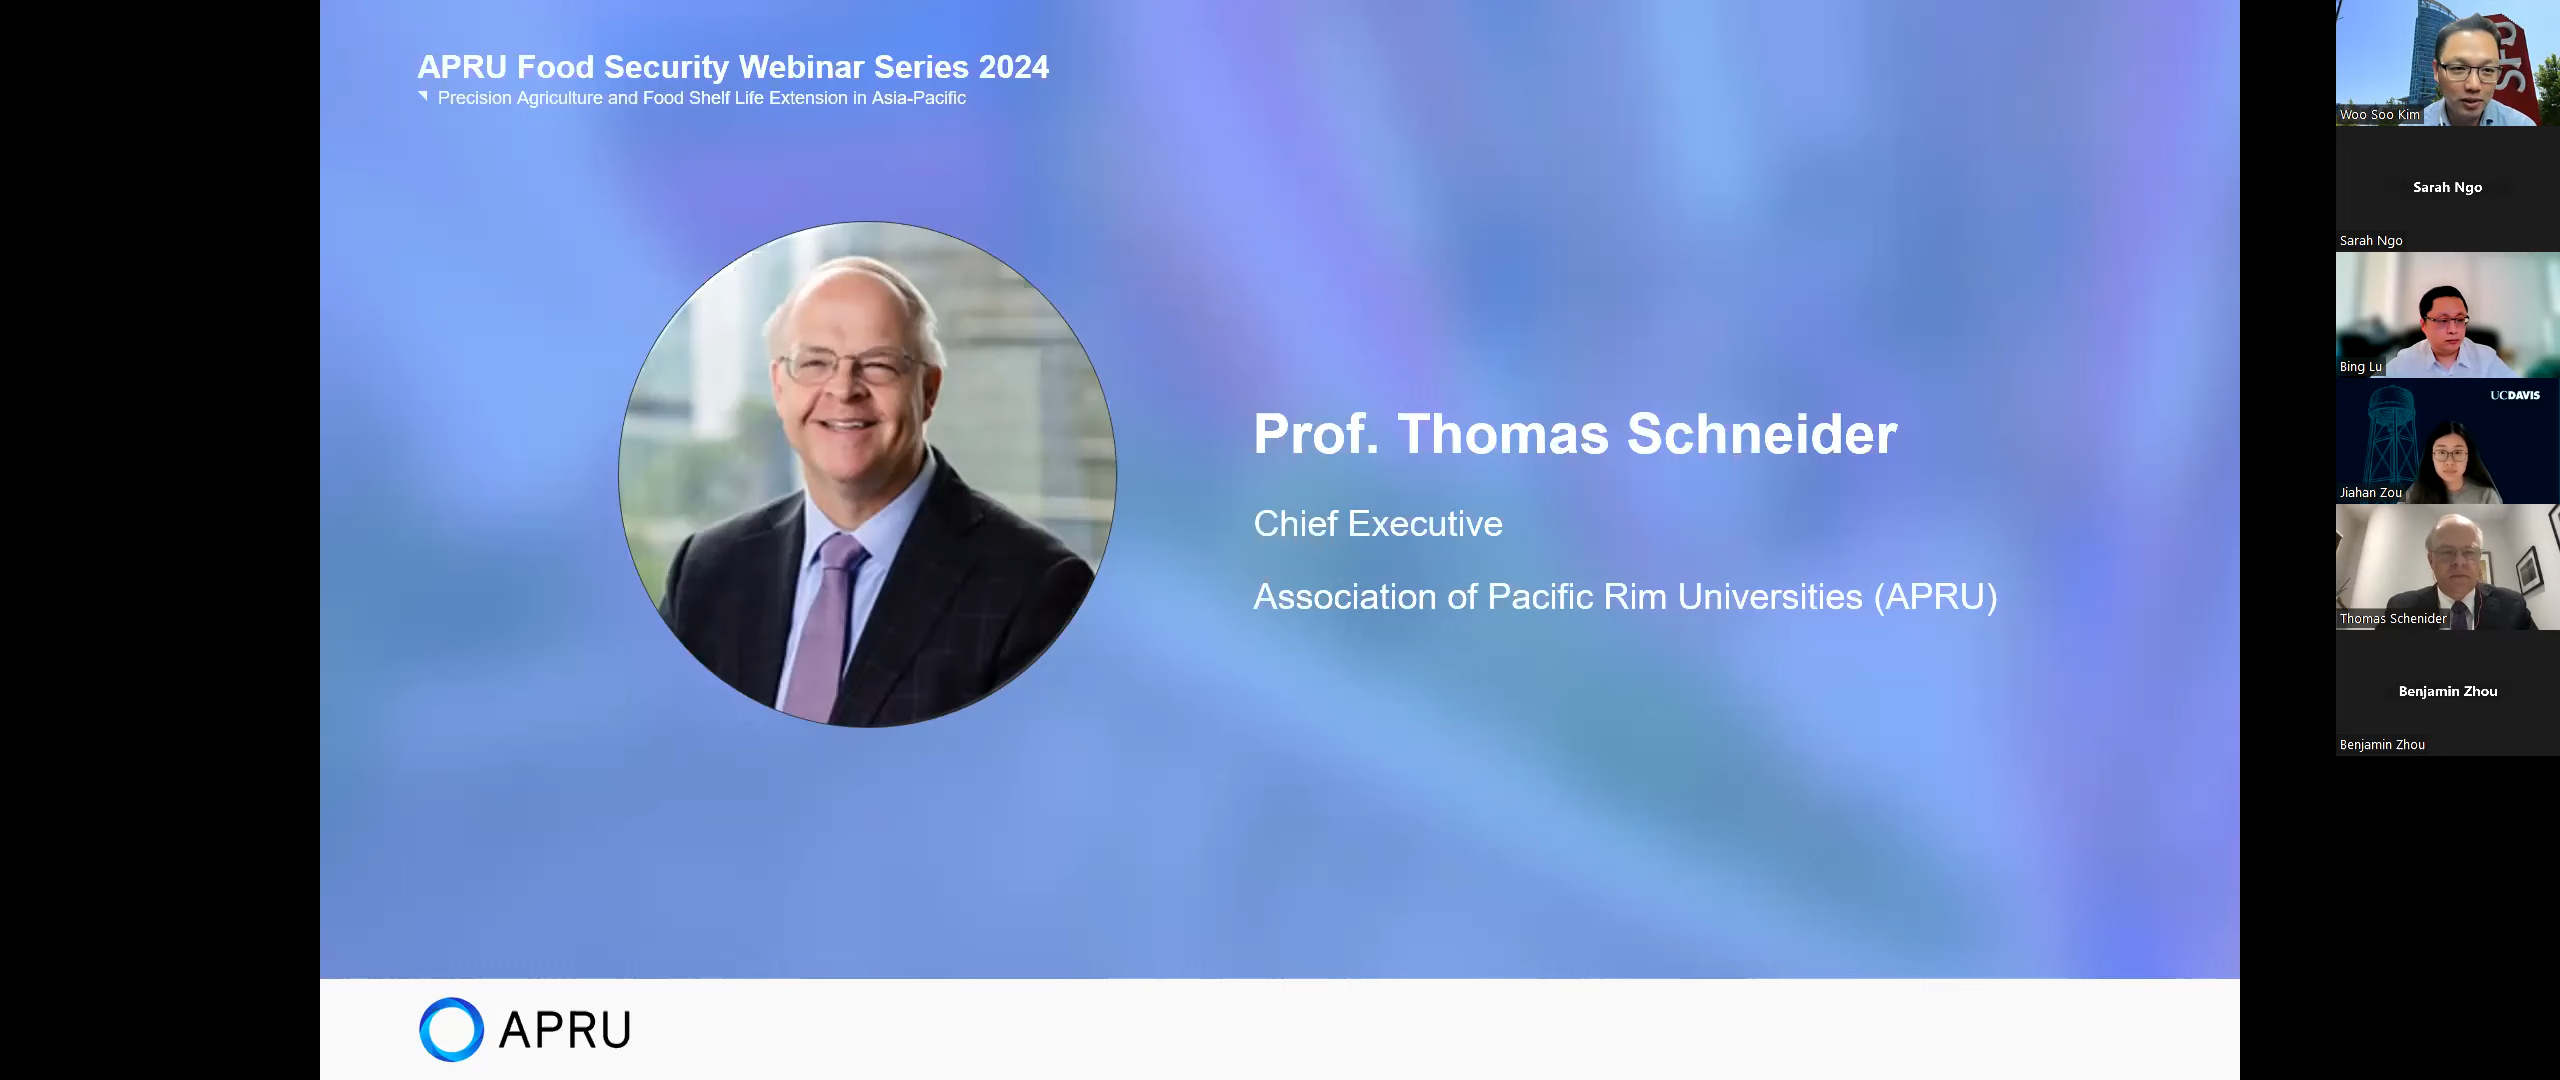 APRU Food Security Webinar Series 2024
Precision Agriculture and Food Shelf Life Extension in Asia-Pacific
Prof. Thomas Schneider
Chief Executive
Association of Pacific Rim Universities (APRU)
APRU
SFU
Woo Soo Kim
Sarah Ngo
Sarah Ngo
Bing Lu
UCDAVIS
Jiahan Zou
Thomas Schenider
Benjamin Zhou
Benjamin Zhou